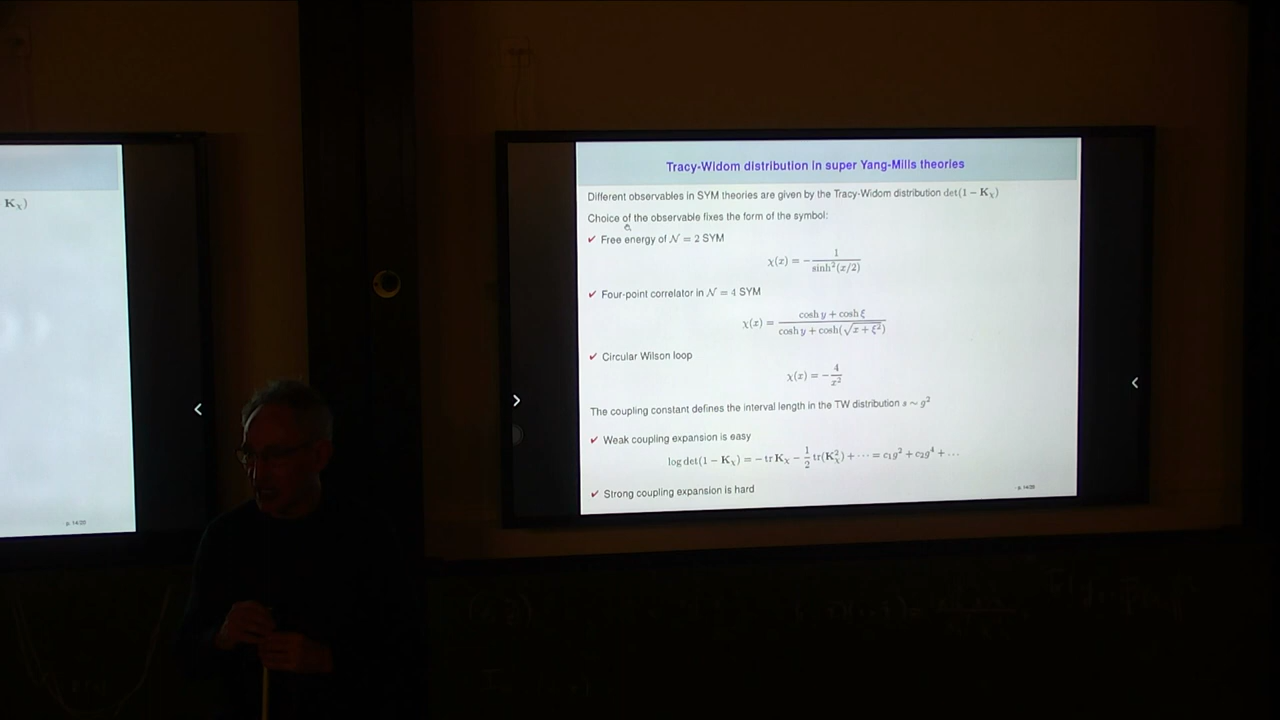 K_χ)
p. 14/23
Tracy-Widom distribution in super Yang-Mills theories
Different observables in SYM theories are given by the Tracy-Widom distribution det(1 − K_χ)
Choice of the observable fixes the form of the symbol:
✔ Free energy of 𝒩 = 2 SYM
χ(x) = − 1 / sinh²(x/2)
✔ Four-point correlator in 𝒩 = 4 SYM
χ(x) = (cosh y + cosh ξ) / (cosh y + cosh(√(x + ξ²)))
✔ Circular Wilson loop
χ(x) = − 4 / x²
The coupling constant defines the interval length in the TW distribution s ∼ g²
✔ Weak coupling expansion is easy
log det(1 − K_χ) = − tr K_χ − 1/2 tr(K_χ²) + ⋯ = c₁g² + c₂g⁴ + …
✔ Strong coupling expansion is hard